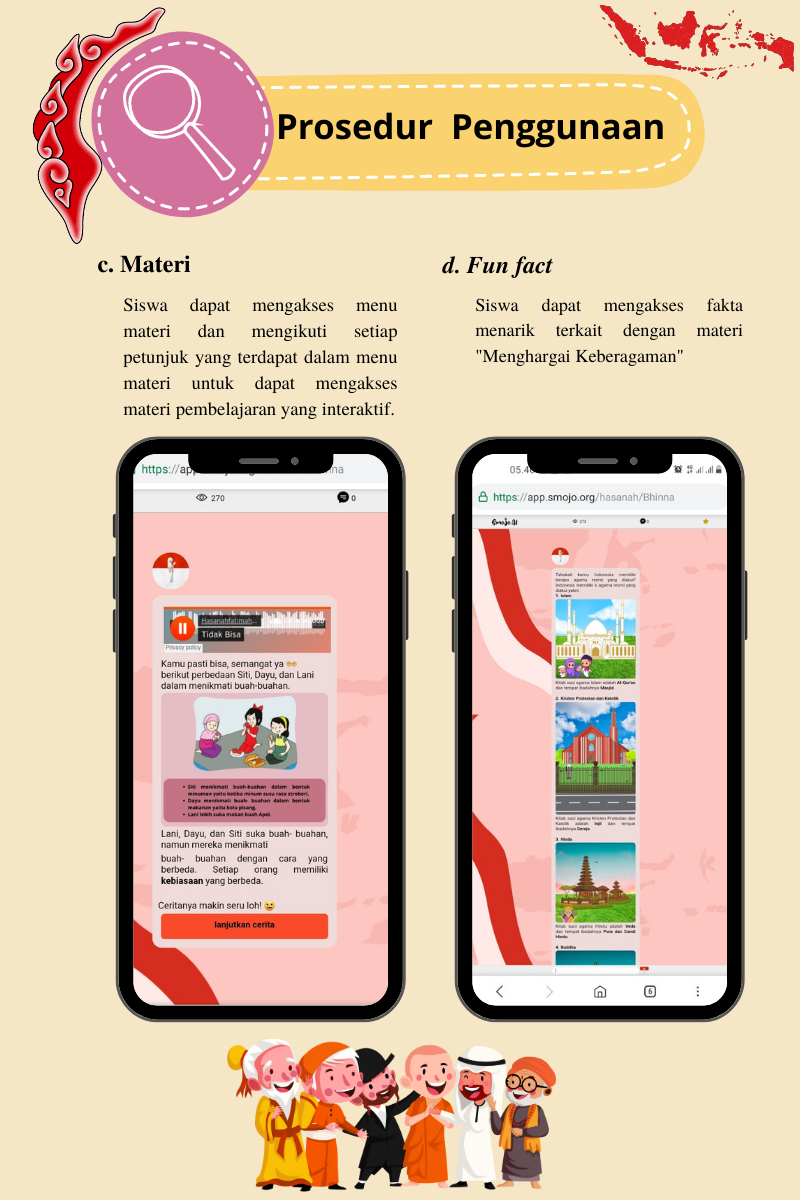 Prosedur Penggunaan
c. Materi
Siswa dapat mengakses menu
materi dan mengikuti setiap
petunjuk yang terdapat dalam menu
materi untuk dapat mengakses
materi pembelajaran yang interaktif.
d. Fun fact
Siswa dapat mengakses fakta
menarik terkait dengan materi
"Menghargai Keberagaman"
https://app
270
0
Hasanahfatimah...
Tidak Bisa
Privacy policy
Kamu pasti bisa, semangat ya
berikut perbedaan Siti, Dayu, dan Lani
dalam menikmati buah-buahan.
• Siti menikmati buah-buahan dalam bentuk
minuman yaitu ketika minum susu rasa stroberi.
• Dayu menikmati buah- buahan dalam bentuk
makanan yaitu bolu pisang.
• Lani lebih suka makan buah Apel.
Lani, Dayu, dan Siti suka buah- buahan,
namun mereka menikmati
buah- buahan dengan cara yang
berbeda. Setiap orang memiliki
kebiasaan yang berbeda.
Ceritanya makin seru loh!
lanjutkan cerita
05.4
https://app.smojo.org/hasanah/Bhinna
Smojo.AI
272
Tahukah kamu Indonesia memiliki
berapa agama resmi yang diakui?
Indonesia memiliki 6 agama resmi yang
diakui yakni :
1. Islam
Kitab suci agama Islam adalah Al-Qur'an
dan tempat ibadahnya Masjid.
2. Kristen Protestan dan Katolik
Kitab suci agama Kristen Protestan dan
Katolik adalah Injil dan tempat
ibadahnya Gereja.
3. Hindu
Kitab suci agama Hindu adalah Veda
dan tempat ibadahnya Pura dan Candi
Hindu.
4. Buddha
6